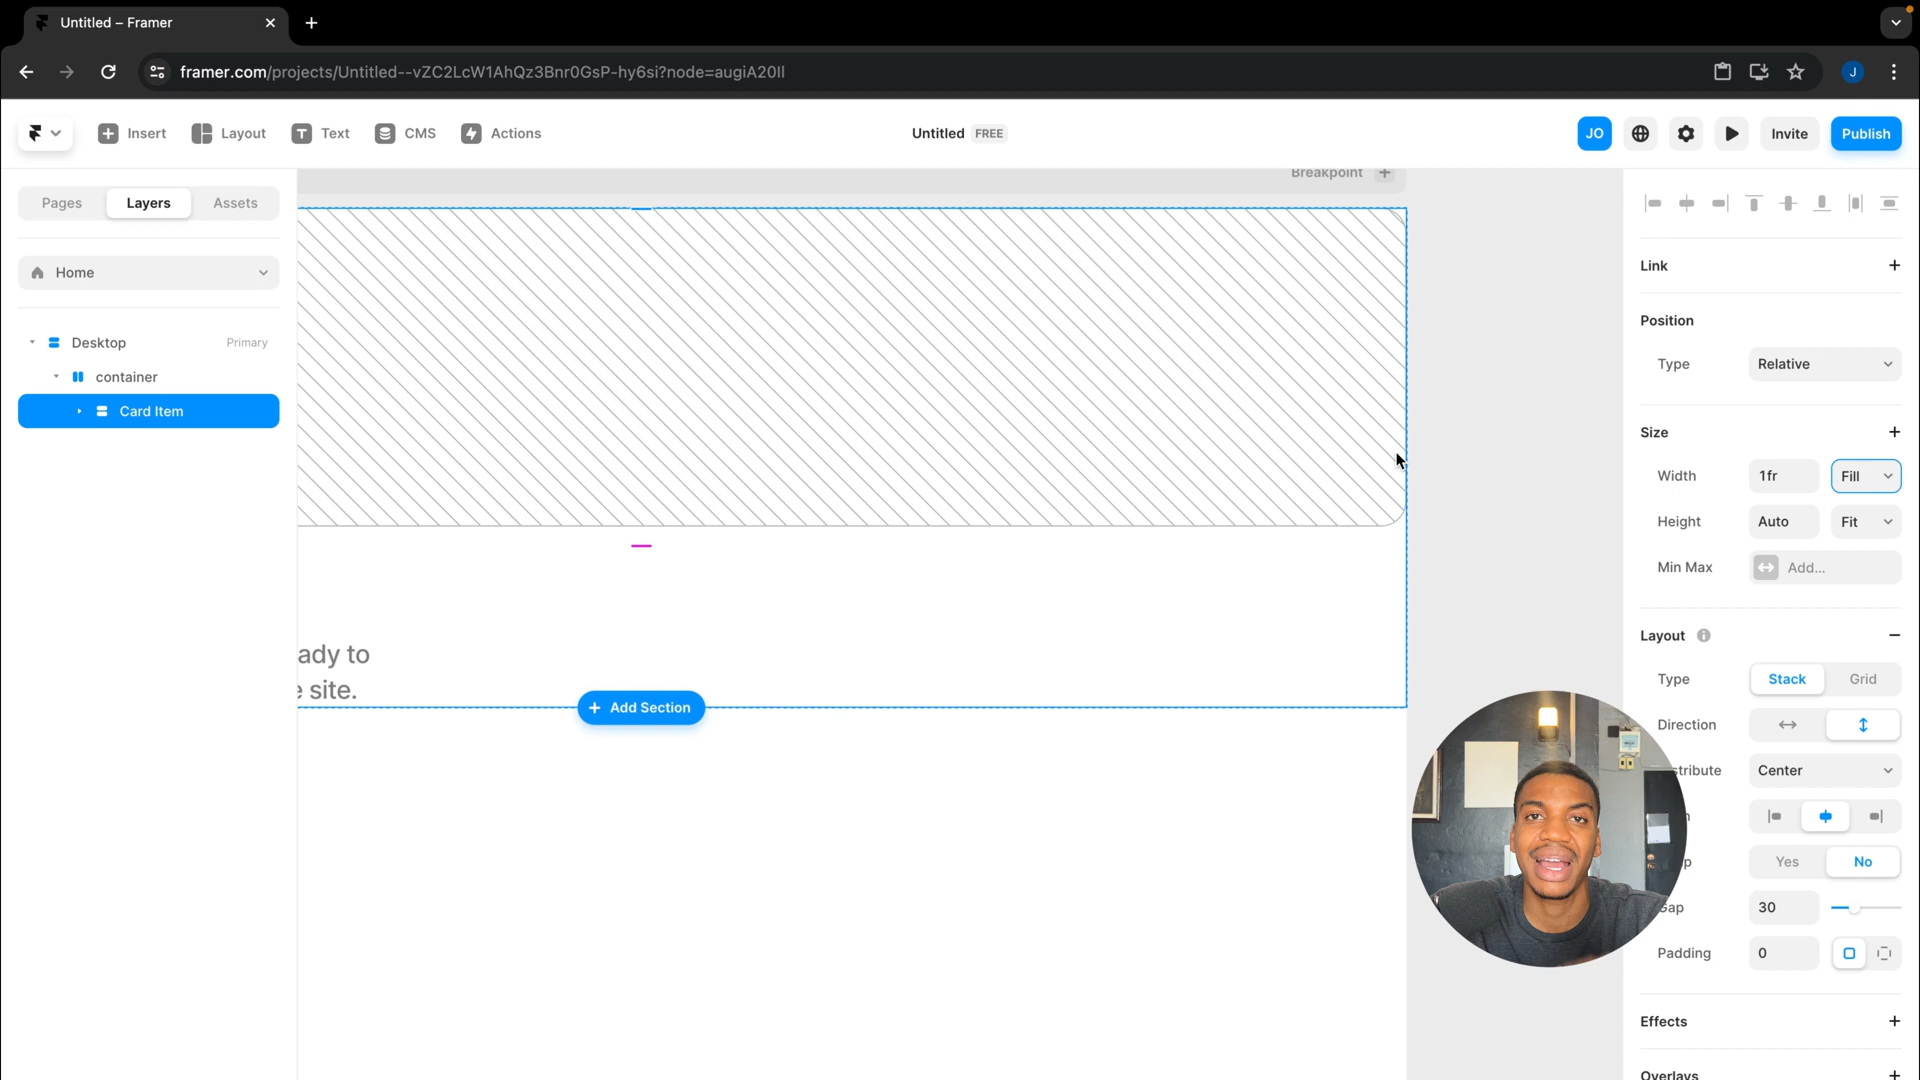 Untitled – Framer
framer.com/projects/Untitled--vZC2LcW1AhQz3Bnr0GsP-hy6si?node=augiA20Il
J
Insert
Layout
Text
CMS
Actions
Untitled FREE
JO
Invite
Publish
Pages
Layers
Assets
Home
Desktop
Primary
container
Card Item
Breakpoint
ady to
e site.
Add Section
Link
Position
Type
Relative
Size
Width
1fr
Fill
Height
Auto
Fit
Min Max
Add...
Layout
Type
Stack
Grid
Direction
stribute
Center
Yes
No
Gap
30
Padding
0
Effects
Overlays